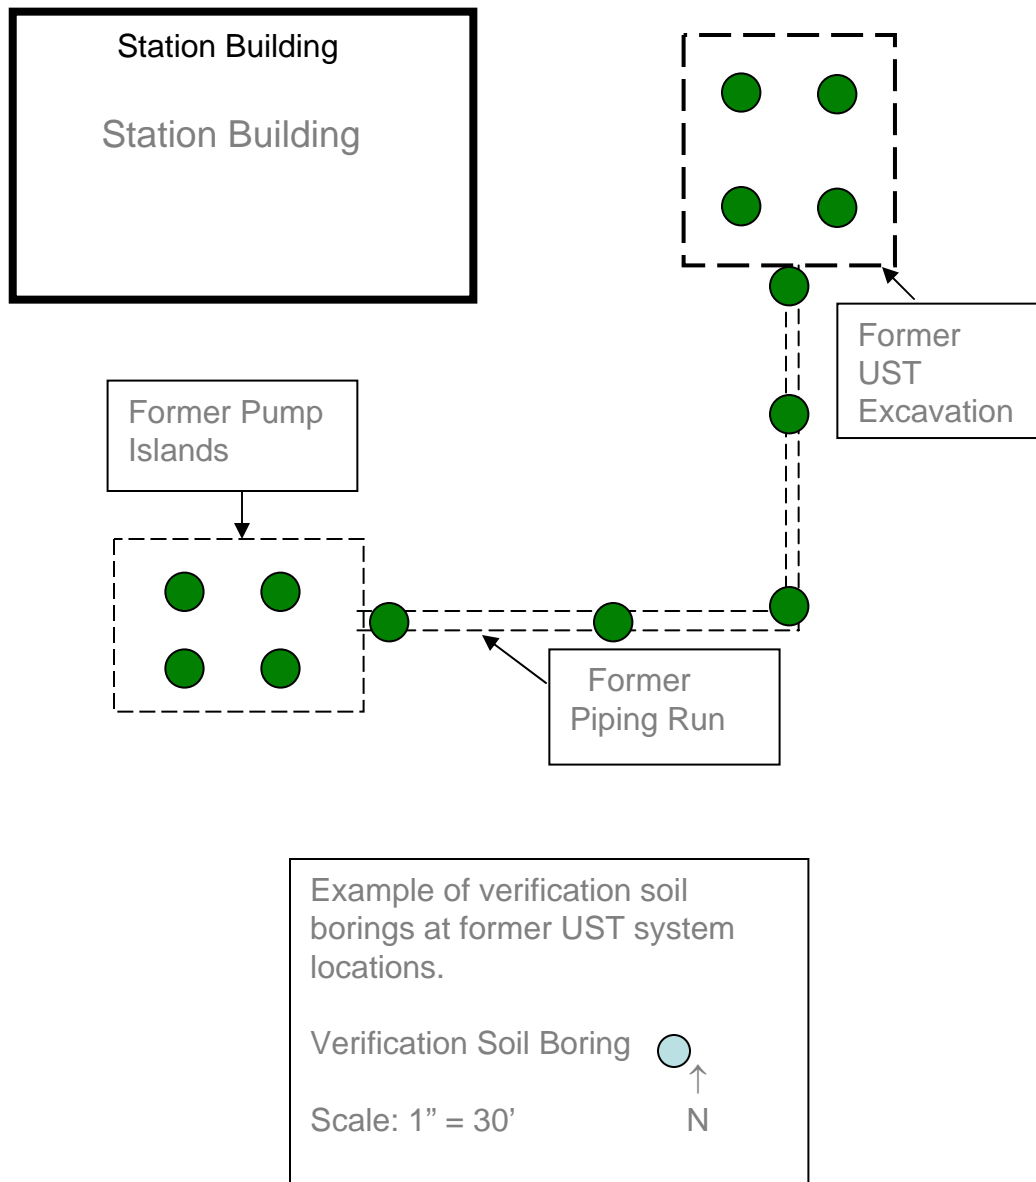 Station Building
Station Building
Former
UST
Excavation
Former Pump
Islands
Former
Piping Run
Example of verification soil
borings at former UST system
locations.
Verification Soil Boring
↑
Scale: 1” = 30’ N